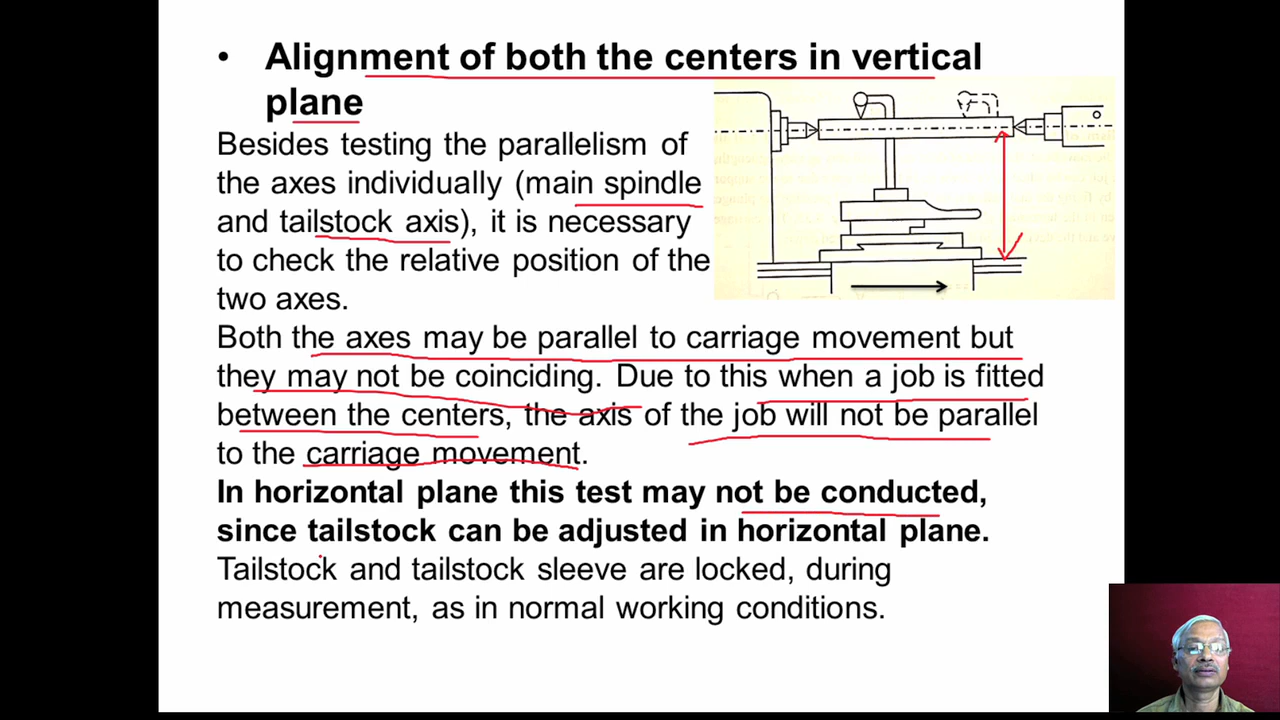 • Alignment of both the centers in vertical
plane
Besides testing the parallelism of
the axes individually (main spindle
and tailstock axis), it is necessary
to check the relative position of the
two axes.
Both the axes may be parallel to carriage movement but
they may not be coinciding. Due to this when a job is fitted
between the centers, the axis of the job will not be parallel
to the carriage movement.
In horizontal plane this test may not be conducted,
since tailstock can be adjusted in horizontal plane.
Tailstock and tailstock sleeve are locked, during
measurement, as in normal working conditions.